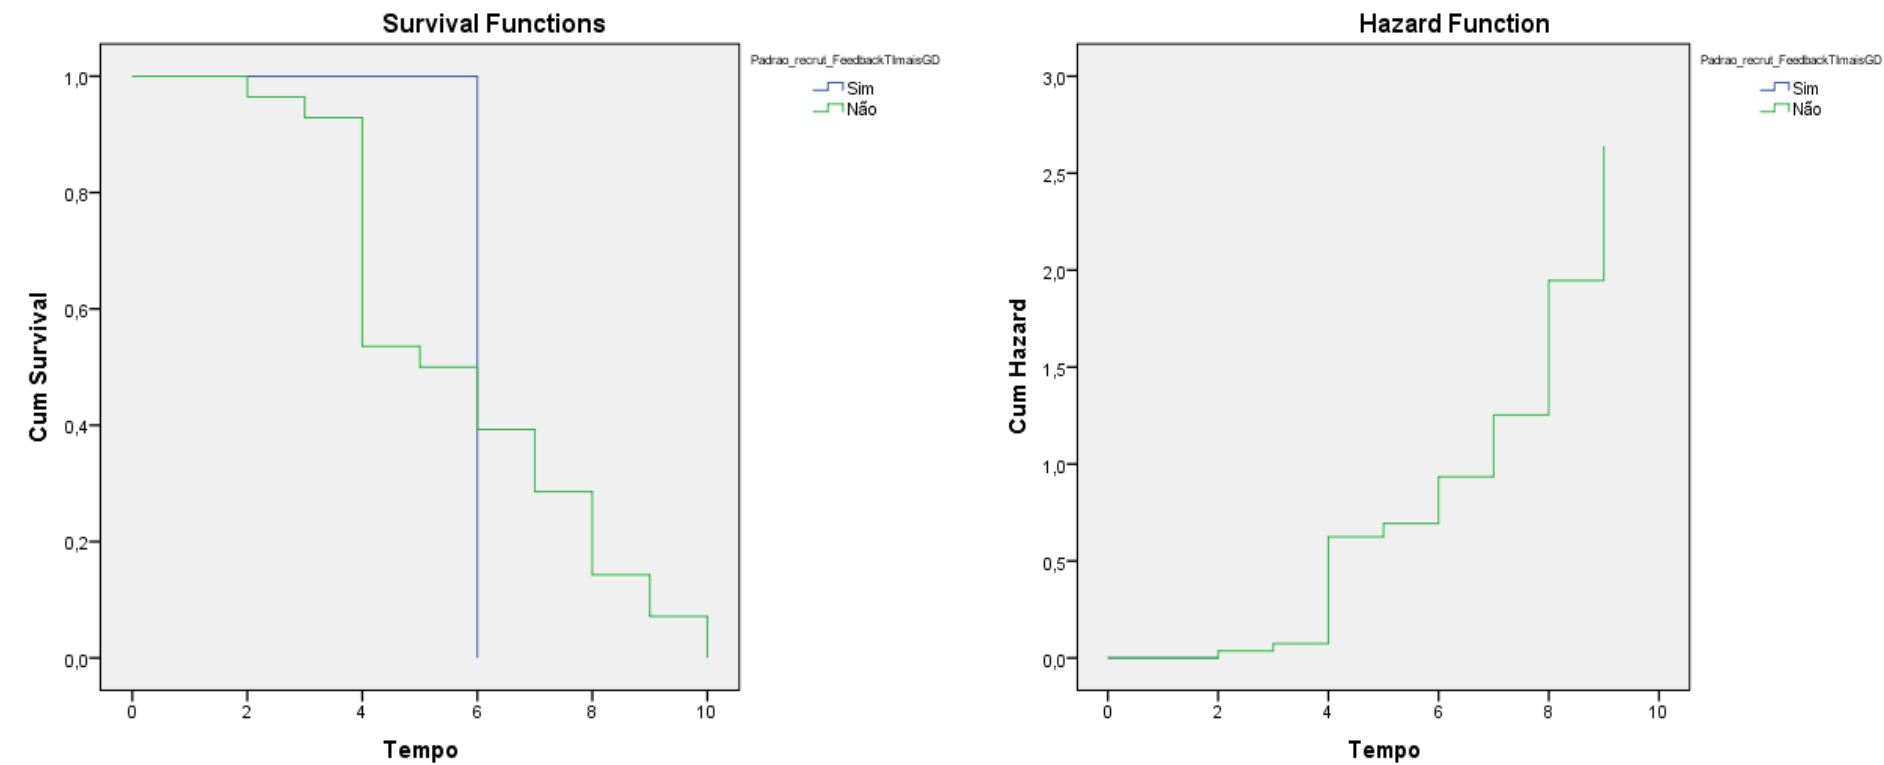 Survival Functions
Padrao_recrut_FeedbackTImaisGD
Sim
Não
1,0
0,8
0,6
0,4
0,2
0,0
Cum Survival
0 2 4 6 8 10
Tempo
Hazard Function
Padrao_recrut_FeedbackTImaisGD
Sim
Não
3,0
2,5
2,0
1,5
1,0
0,5
0,0
Cum Hazard
0 2 4 6 8 10
Tempo